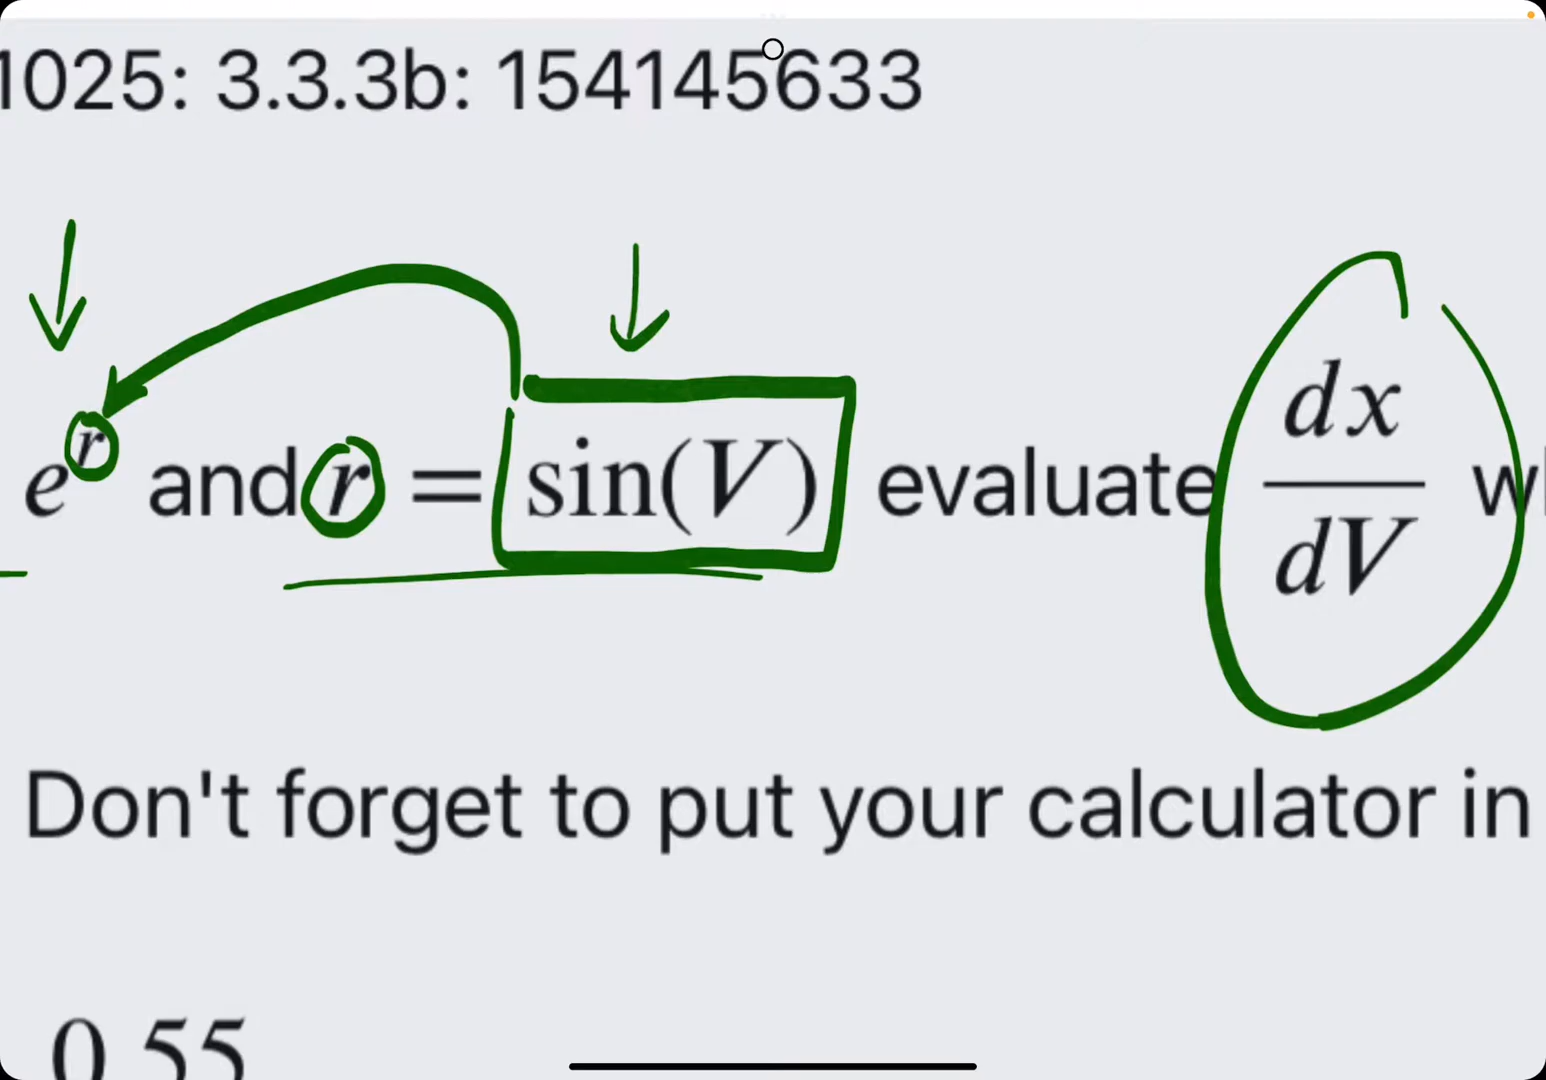 1025: 3.3.3b: 154145633
e^r and r = sin(V) evaluate dx/dV
Don't forget to put your calculator in
0.55